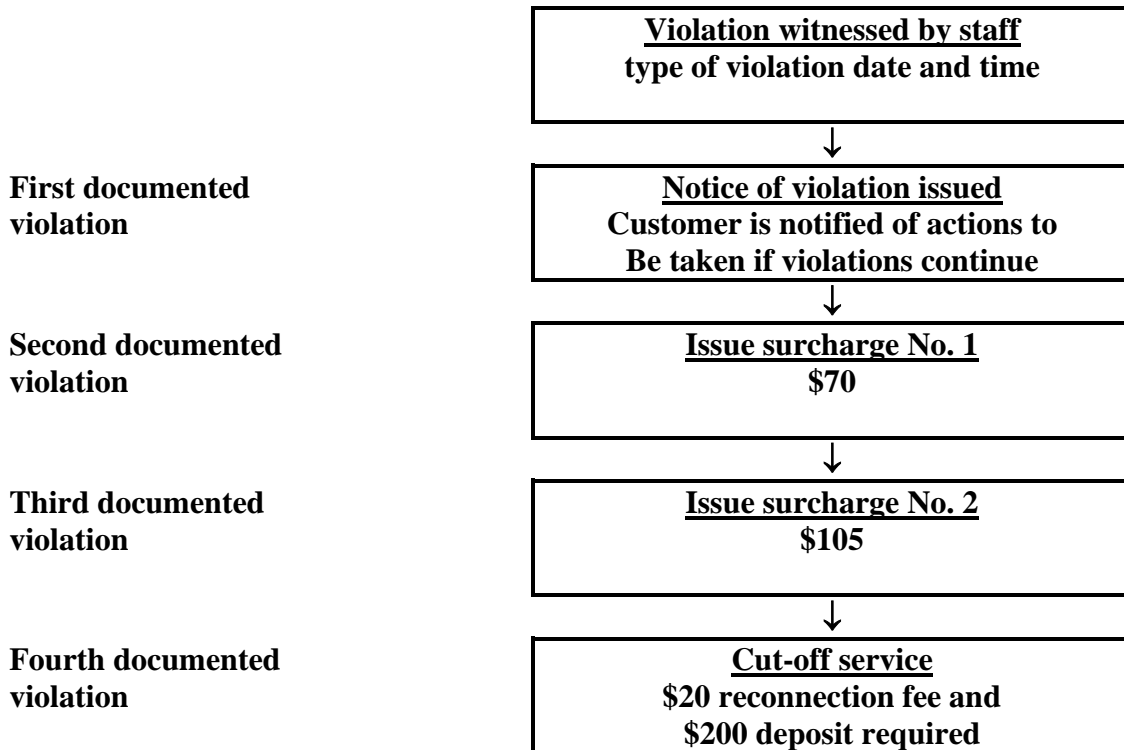 Violation witnessed by staff
type of violation date and time
↓
First documented
violation
Notice of violation issued
Customer is notified of actions to
Be taken if violations continue
↓
Second documented
violation
Issue surcharge No. 1
$70
↓
Third documented
violation
Issue surcharge No. 2
$105
↓
Fourth documented
violation
Cut-off service
$20 reconnection fee and
$200 deposit required